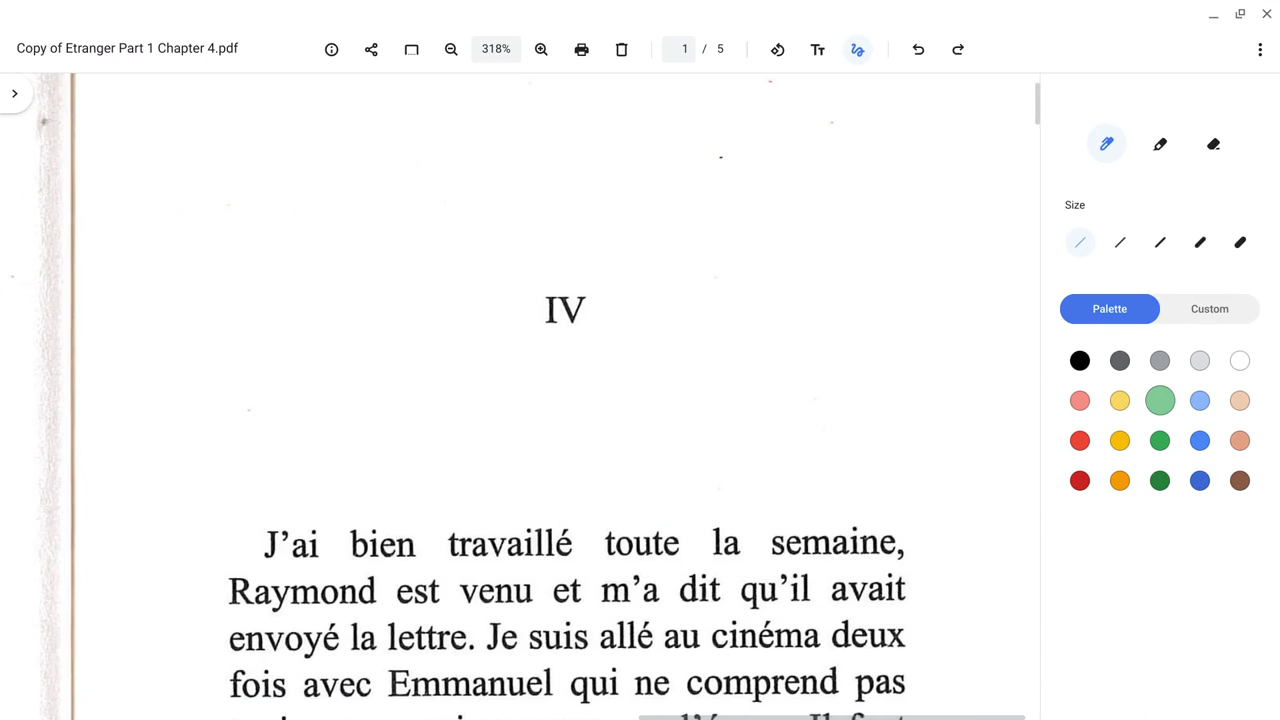 Copy of Etranger Part 1 Chapter 4.pdf
318%
1 / 5
Tт
Size
Palette Custom
IV
J’ai bien travaillé toute la semaine,
Raymond est venu et m’a dit qu’il avait
envoyé la lettre. Je suis allé au cinéma deux
fois avec Emmanuel qui ne comprend pas